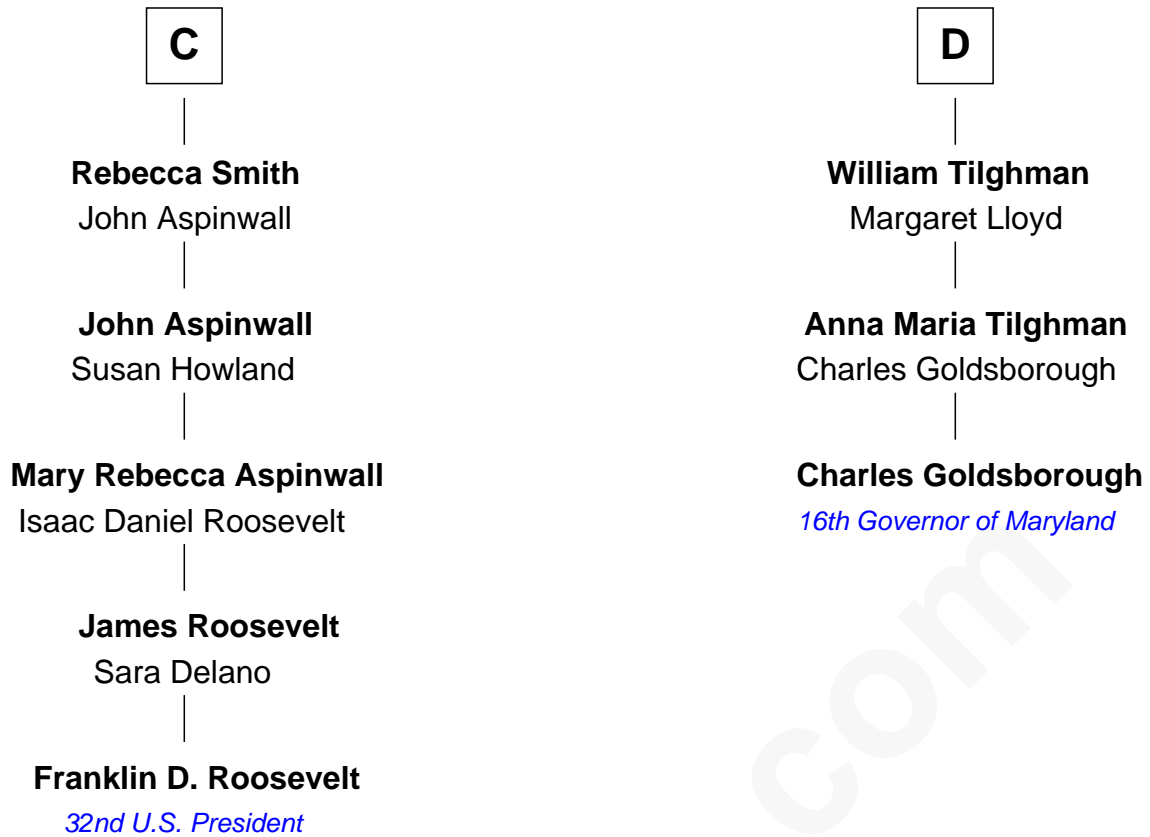 C
Rebecca Smith
John Aspinwall
John Aspinwall
Susan Howland
Mary Rebecca Aspinwall
Isaac Daniel Roosevelt
James Roosevelt
Sara Delano
Franklin D. Roosevelt
32nd U.S. President
D
William Tilghman
Margaret Lloyd
Anna Maria Tilghman
Charles Goldsborough
Charles Goldsborough
16th Governor of Maryland
com